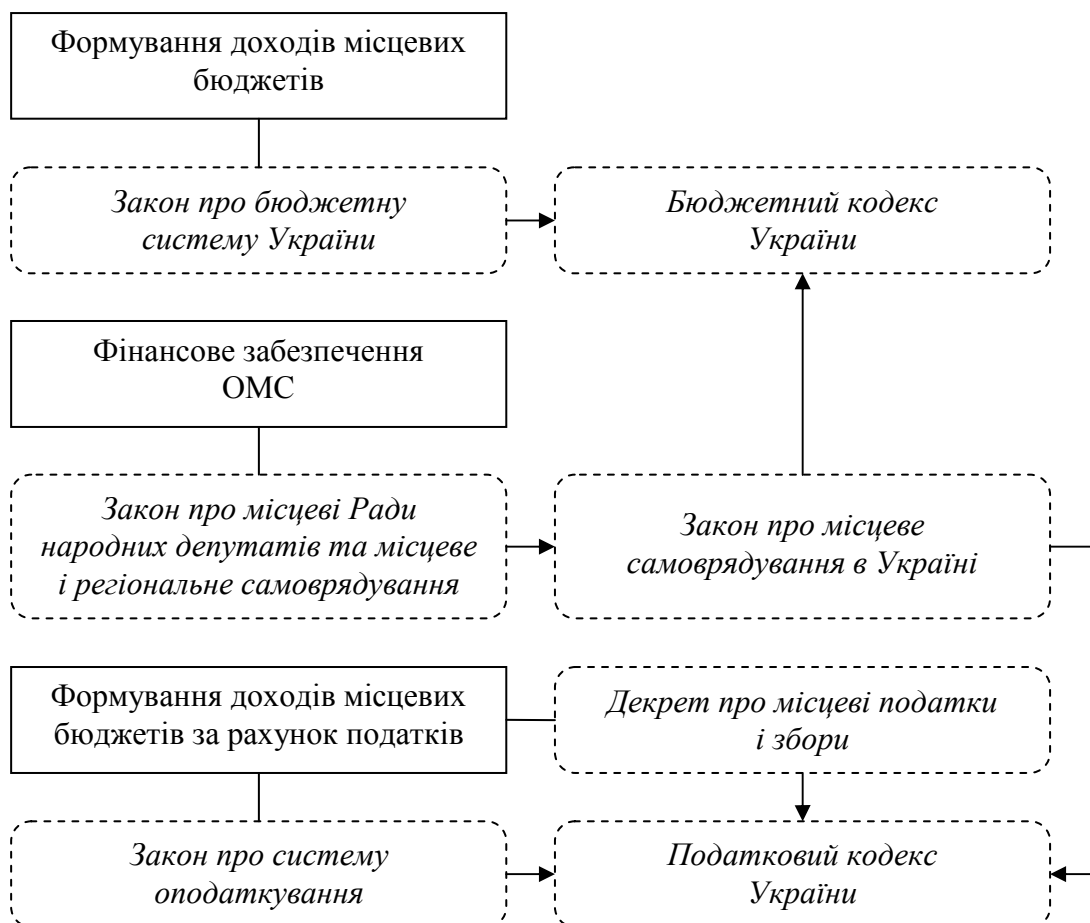 Формування доходів місцевих
бюджетів
Закон про бюджетну
систему України
Бюджетний кодекс
України
Фінансове забезпечення
ОМС
Закон про місцеві Ради
народних депутатів та місцеве
і регіональне самоврядування
Закон про місцеве
самоврядування в Україні
Формування доходів місцевих
бюджетів за рахунок податків
Декрет про місцеві податки
і збори
Закон про систему
оподаткування
Податковий кодекс
України